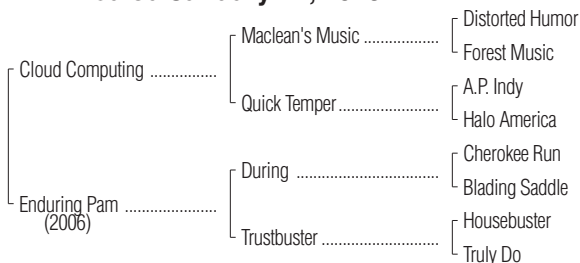 Distorted Humor
Maclean's Music ..................
Forest Music
Cloud Computing ................
A.P. Indy
Quick Temper ........................
Halo America
Cherokee Run
During ..................................
Blading Saddle
Enduring Pam ......................
(2006)
Housebuster
Trustbuster ............................
Truly Do